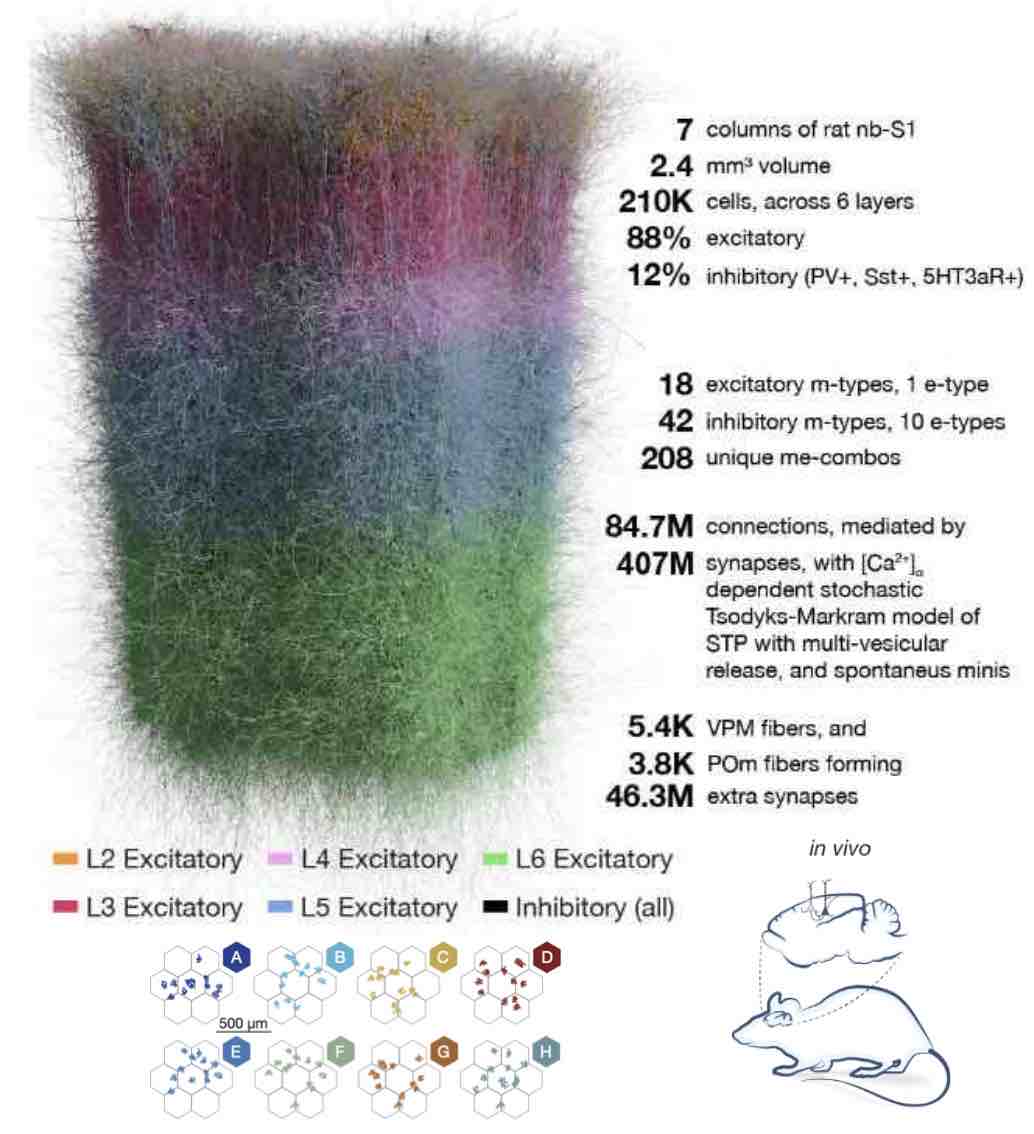 7 columns of rat nb-S1
2.4 mm³ volume
210K cells, across 6 layers
88% excitatory
12% inhibitory (PV+, Sst+, 5HT3aR+)
18 excitatory m-types, 1 e-type
42 inhibitory m-types, 10 e-types
208 unique me-combos
84.7M connections, mediated by
407M synapses, with [Ca²⁺]ₒ
dependent stochastic
Tsodyks-Markram model of
STP with multi-vesicular
release, and spontaneus minis
5.4K VPM fibers, and
3.8K POm fibers forming
46.3M extra synapses
L2 Excitatory L4 Excitatory L6 Excitatory
L3 Excitatory L5 Excitatory Inhibitory (all)
in vivo
A B C D
500 µm
E F G H